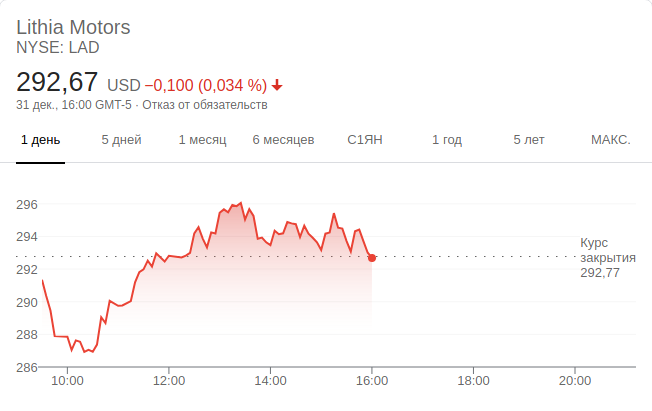 Lithia Motors
NYSE: LAD
292,67 USD −0,100 (0,034 %)
31 дек., 16:00 GMT-5 · Отказ от обязательств
1 день 5 дней 1 месяц 6 месяцев С1ЯН 1 год 5 лет МАКС.
296
294
292
290
288
286
Курс
закрытия
292,77
10:00 12:00 14:00 16:00 18:00 20:00